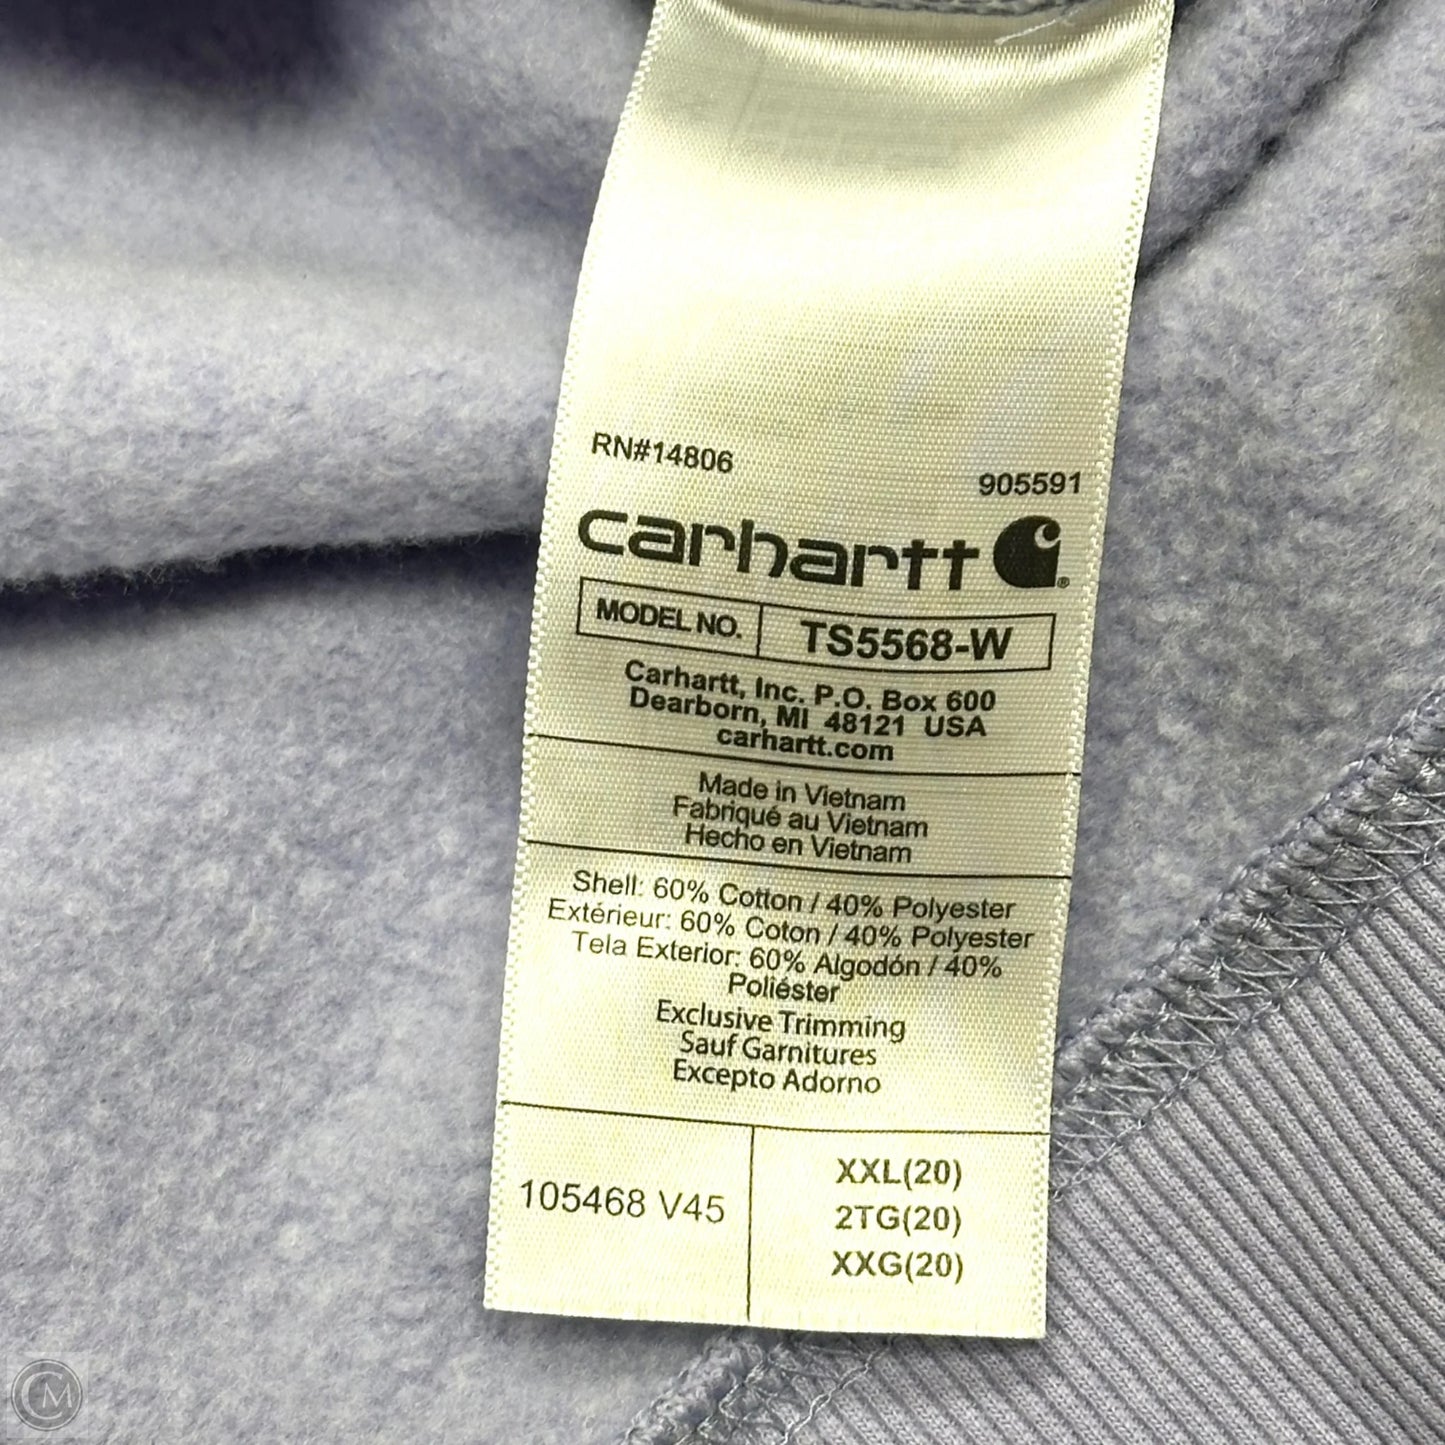 RN#14806
905591
carhartt
MODEL NO. TS5568-W
Carhartt, Inc. P.O. Box 600
Dearborn, MI 48121 USA
carhartt.com
Made in Vietnam
Fabriqué au Vietnam
Hecho en Vietnam
Shell: 60% Cotton / 40% Polyester
Extérieur: 60% Coton / 40% Polyester
Tela Exterior: 60% Algodón / 40%
Poliéster
Exclusive Trimming
Sauf Garnitures
Excepto Adorno
105468 V45
XXL(20)
2TG(20)
XXG(20)
CM